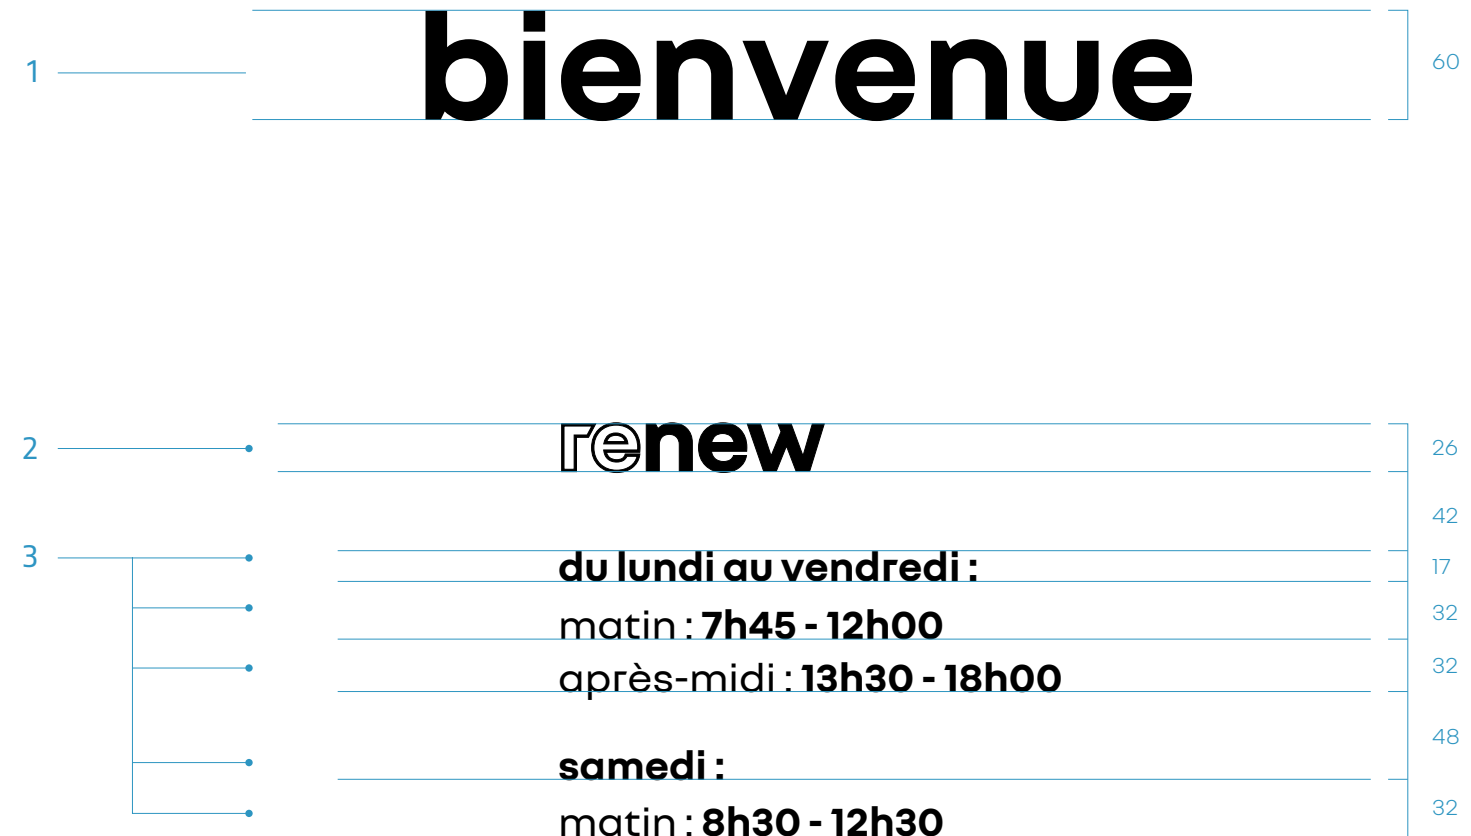 1 bienvenue 60
2 renew 26
42
3 du lundi au vendredi : 17
matin : 7h45 - 12h00 32
après-midi : 13h30 - 18h00 32
samedi : 48
matin : 8h30 - 12h30 32